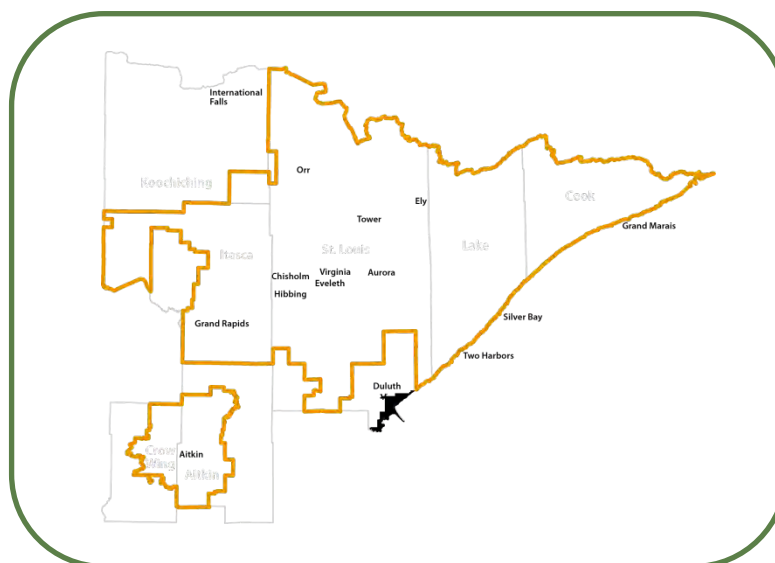 International
Falls
Koochiching
Orr
Ely
Cook
Tower
Grand Marais
Itasca
St. Louis
Lake
Chisholm
Virginia
Aurora
Eveleth
Hibbing
Silver Bay
Grand Rapids
Two Harbors
Duluth
Crow
Wing
Aitkin
Aitkin